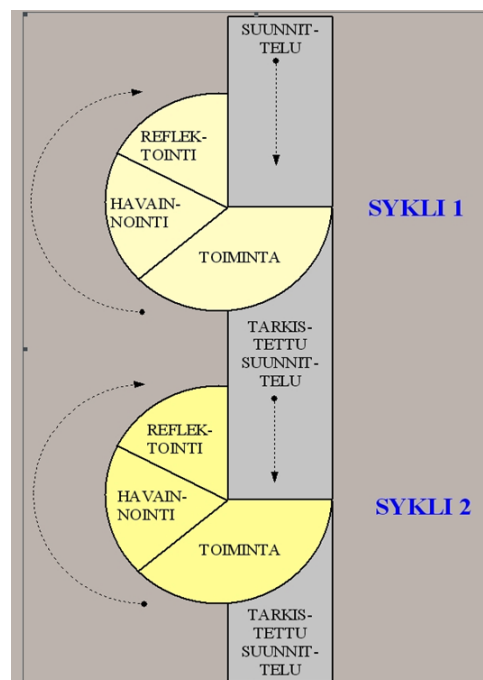 SUUNNIT-
TELU
REFLEK-
TOINTI
HAVAIN-
NOINTI
TOIMINTA
SYKLI 1
TARKIS-
TETTU
SUUNNIT-
TELU
REFLEK-
TOINTI
HAVAIN-
NOINTI
TOIMINTA
SYKLI 2
TARKIS-
TETTU
SUUNNIT-
TELU